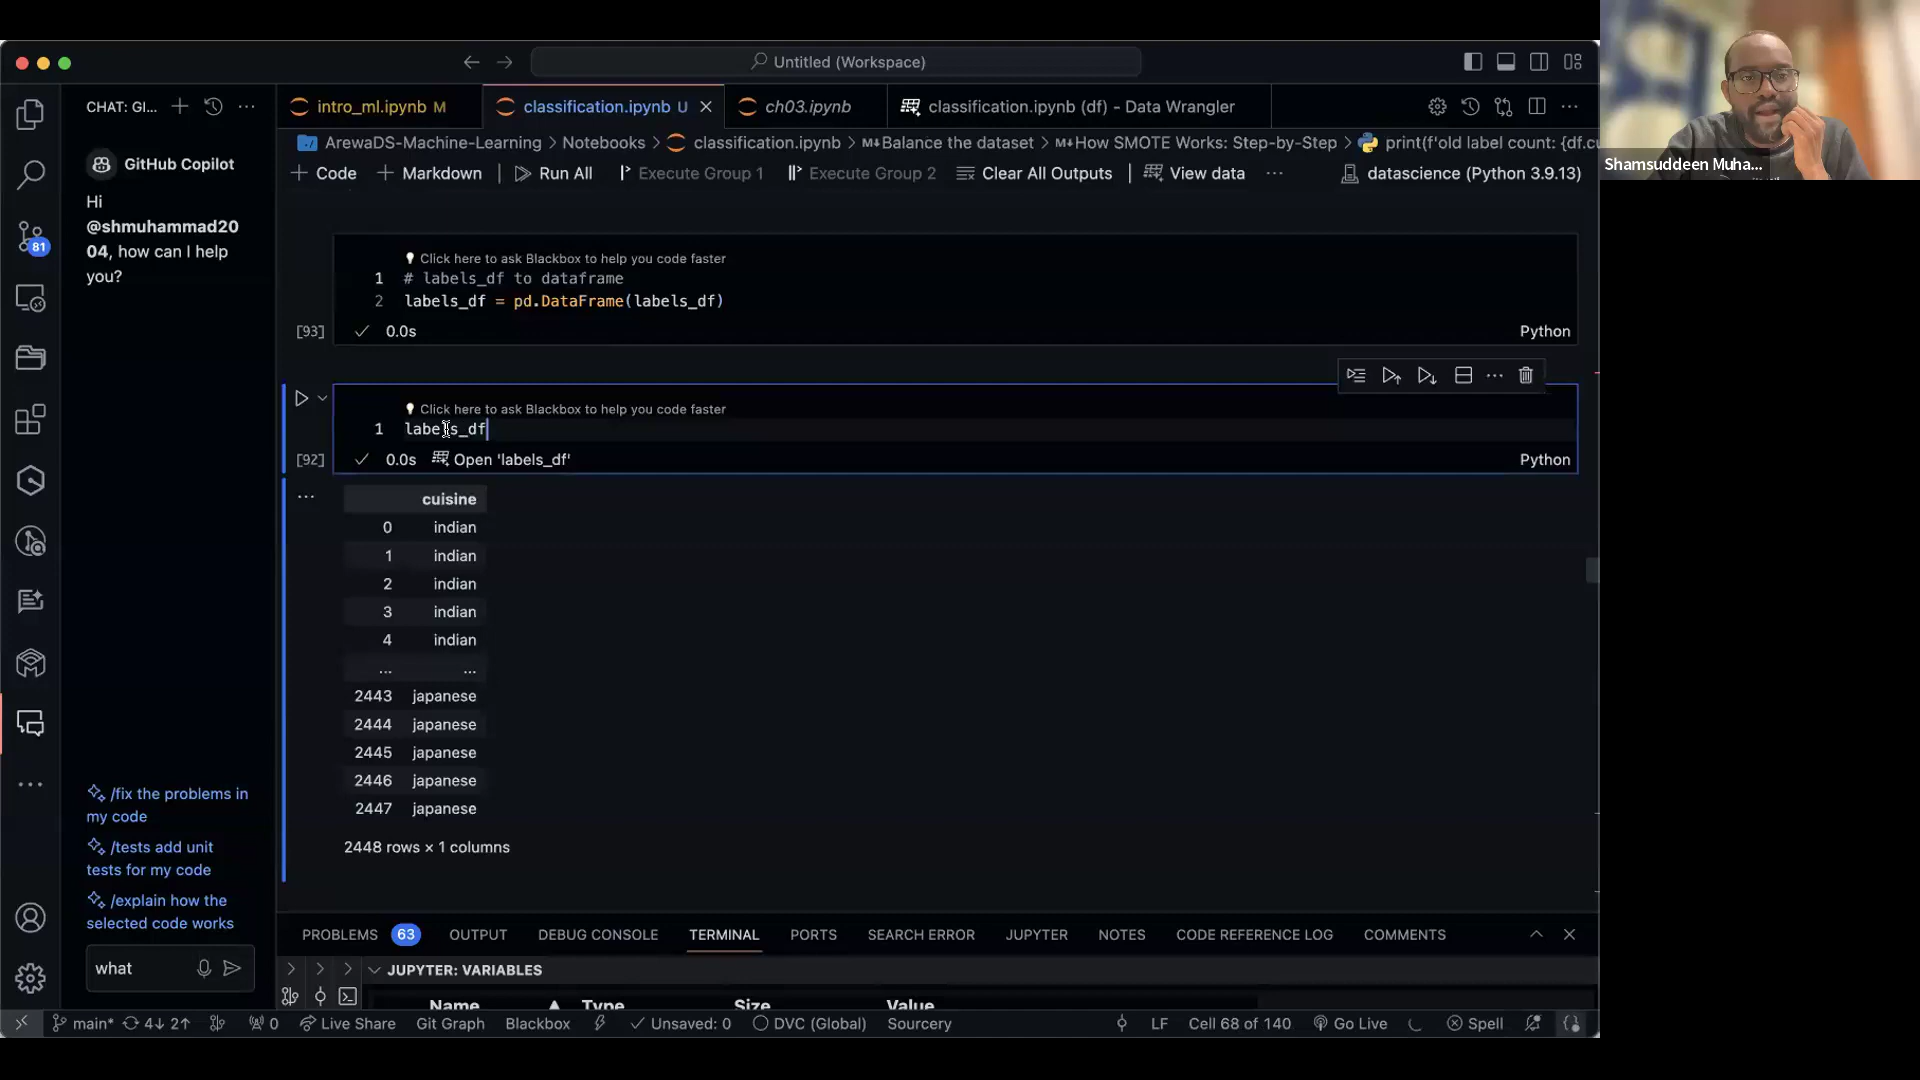 Untitled (Workspace)
CHAT: GI...
intro_ml.ipynb M
classification.ipynb U
ch03.ipynb
classification.ipynb (df) - Data Wrangler
ArewaDS-Machine-Learning > Notebooks > classification.ipynb > M↓Balance the dataset > M↓How SMOTE Works: Step-by-Step > print(f'old label count: {df.cu
Code
Markdown
Run All
Execute Group 1
Execute Group 2
Clear All Outputs
View data
datascience (Python 3.9.13)
GitHub Copilot
Hi
@shmuhammad20
04, how can I help
you?
81
Click here to ask Blackbox to help you code faster
1 # labels_df to dataframe
2 labels_df = pd.DataFrame(labels_df)
[93] 0.0s Python
Click here to ask Blackbox to help you code faster
1 labels_df
[92] 0.0s Open 'labels_df' Python
cuisine
0 indian
1 indian
2 indian
3 indian
4 indian
... ...
2443 japanese
2444 japanese
2445 japanese
2446 japanese
2447 japanese
2448 rows × 1 columns
/fix the problems in
my code
/tests add unit
tests for my code
/explain how the
selected code works
what
PROBLEMS 63 OUTPUT DEBUG CONSOLE TERMINAL PORTS SEARCH ERROR JUPYTER NOTES CODE REFERENCE LOG COMMENTS
JUPYTER: VARIABLES
Name Type Size Value
main* 4↓ 2↑ 0 Live Share Git Graph Blackbox Unsaved: 0 DVC (Global) Sourcery LF Cell 68 of 140 Go Live Spell
Shamsuddeen Muha...